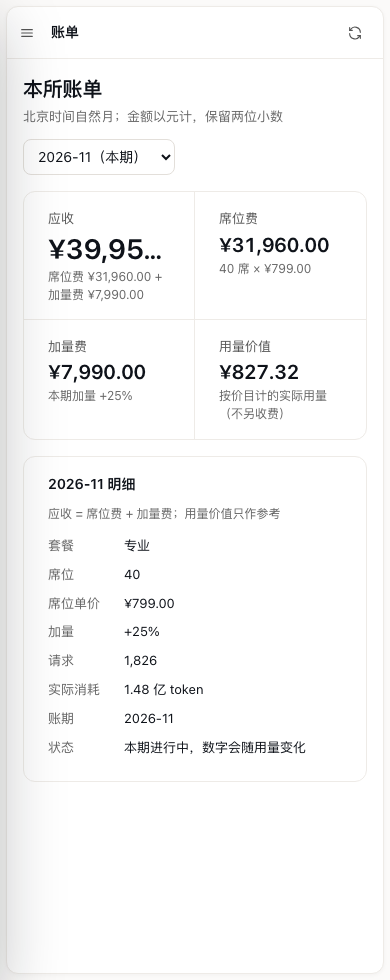 账单
本所账单
北京时间自然月；金额以元计，保留两位小数
2026-11（本期）
应收
¥39,95…
席位费 ¥31,960.00 +
加量费 ¥7,990.00
席位费
¥31,960.00
40 席 × ¥799.00
加量费
¥7,990.00
本期加量 +25%
用量价值
¥827.32
按价目计的实际用量
（不另收费）
2026-11 明细
应收 = 席位费 + 加量费；用量价值只作参考
套餐 专业
席位 40
席位单价 ¥799.00
加量 +25%
请求 1,826
实际消耗 1.48 亿 token
账期 2026-11
状态 本期进行中，数字会随用量变化